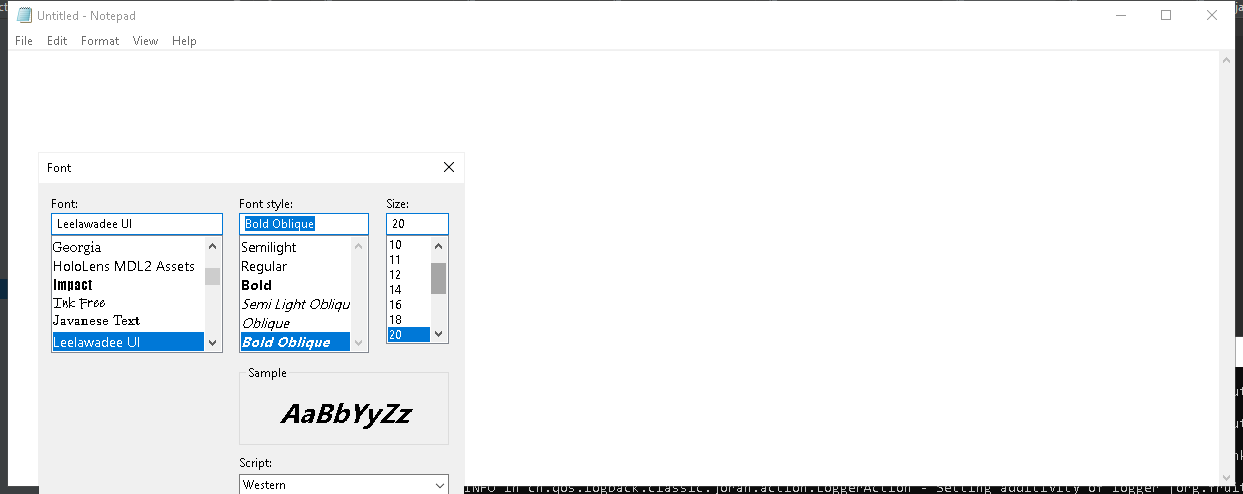 Untitled - Notepad
File Edit Format View Help
Font
Font: Font style: Size:
Leelawadee UI Bold Oblique 20
Georgia
HoloLens MDL2 Assets
Impact
Ink Free
Javanese Text
Leelawadee UI
Semilight
Regular
Bold
Semi Light Obliqu
Oblique
Bold Oblique
10
11
12
14
16
18
20
Sample
AaBbYyZz
Script:
Western
INFO in ch.qos.logback.classic.joran.action.LoggerAction - Setting additivity of logger